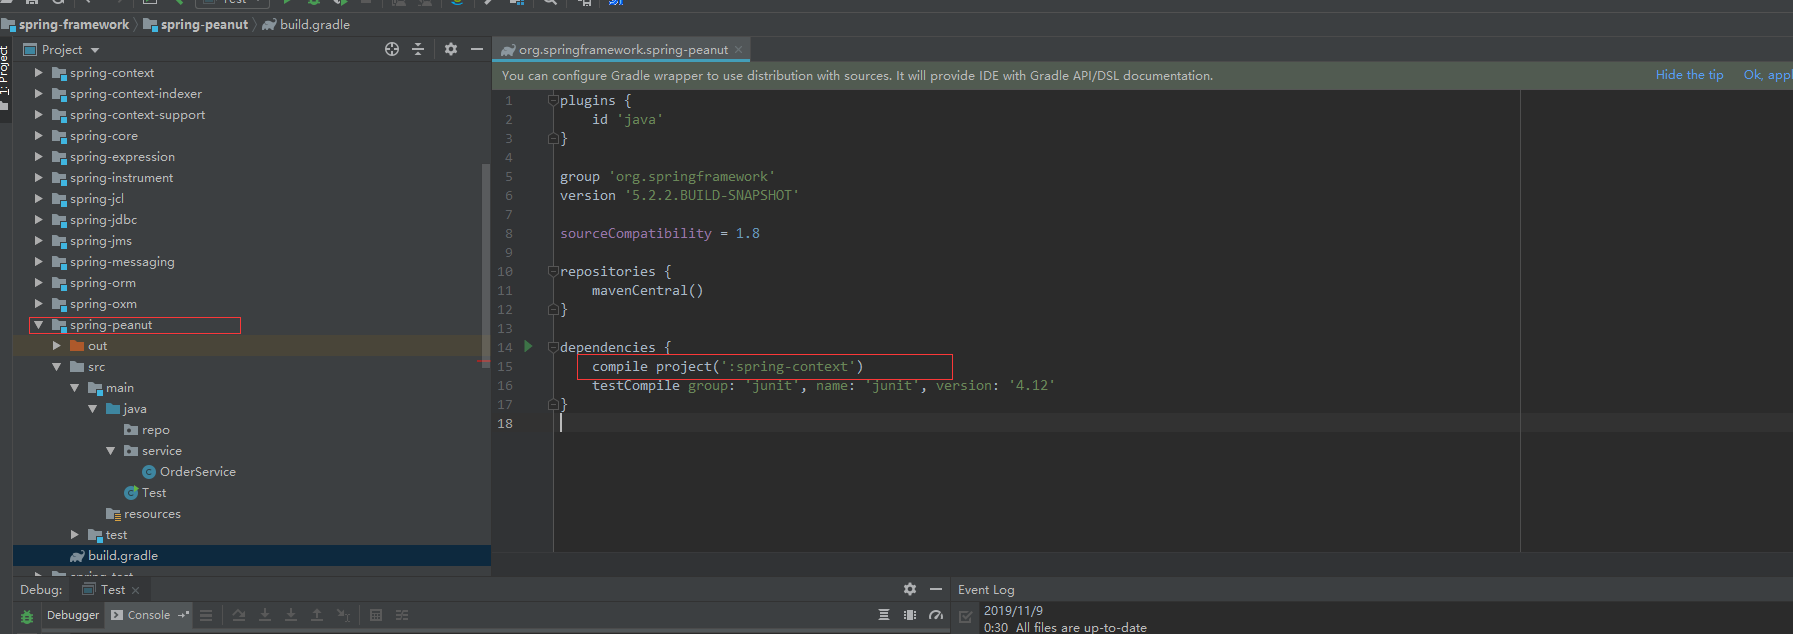 Test
spring-framework spring-peanut build.gradle
1: Project
Project
spring-context
spring-context-indexer
spring-context-support
spring-core
spring-expression
spring-instrument
spring-jcl
spring-jdbc
spring-jms
spring-messaging
spring-orm
spring-oxm
spring-peanut
out
src
main
java
repo
service
OrderService
Test
resources
test
build.gradle
spring-test
org.springframework.spring-peanut
You can configure Gradle wrapper to use distribution with sources. It will provide IDE with Gradle API/DSL documentation. Hide the tip Ok, appl
1 plugins {
2 id 'java'
3 }
4
5 group 'org.springframework'
6 version '5.2.2.BUILD-SNAPSHOT'
7
8 sourceCompatibility = 1.8
9
10 repositories {
11 mavenCentral()
12 }
13
14 dependencies {
15 compile project(':spring-context')
16 testCompile group: 'junit', name: 'junit', version: '4.12'
17 }
18
Debug: Test
Debugger Console
Event Log
2019/11/9
0:30 All files are up-to-date